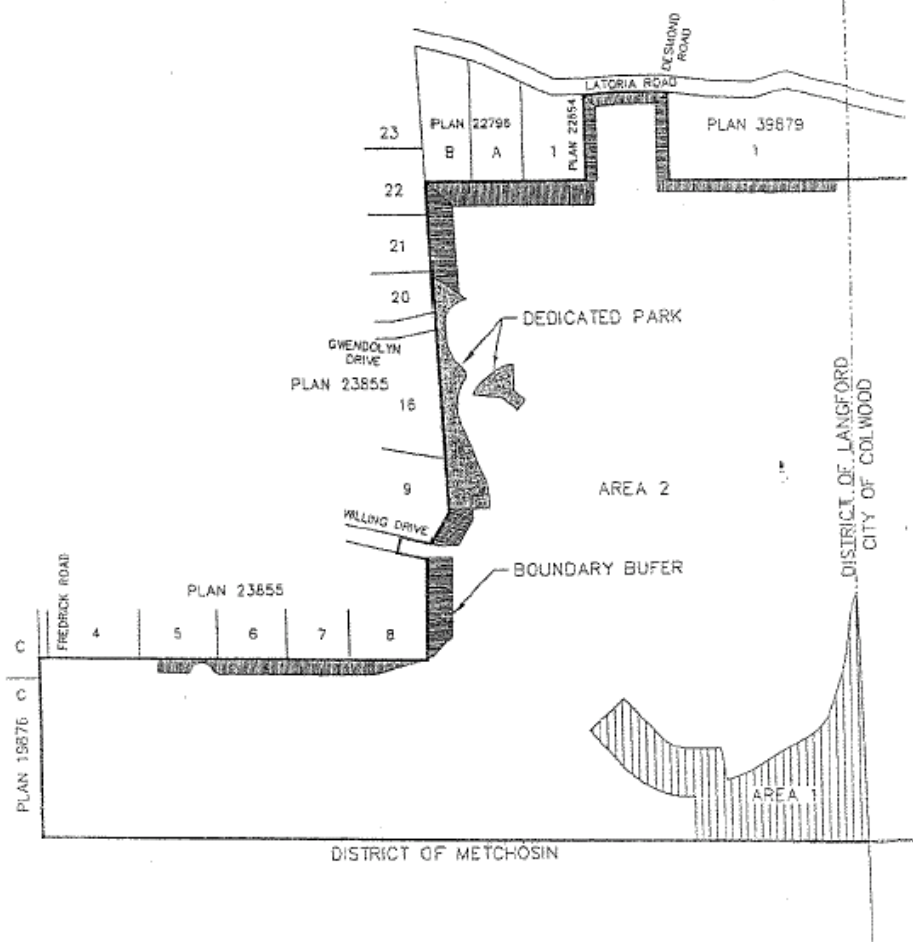 DESMOND
ROAD
LATORIA ROAD
23
PLAN 22796
B
A
1
PLAN 22654
PLAN 39879
1
22
21
20
DEDICATED PARK
GWENDOLYN
DRIVE
PLAN 23855
16
9
AREA 2
DISTRICT OF LANGFORD
CITY OF COLWOOD
WILLING DRIVE
BOUNDARY BUFER
FREDRICK ROAD
PLAN 23855
C
4
5
6
7
8
C
PLAN 19876
AREA 1
DISTRICT OF METCHOSIN